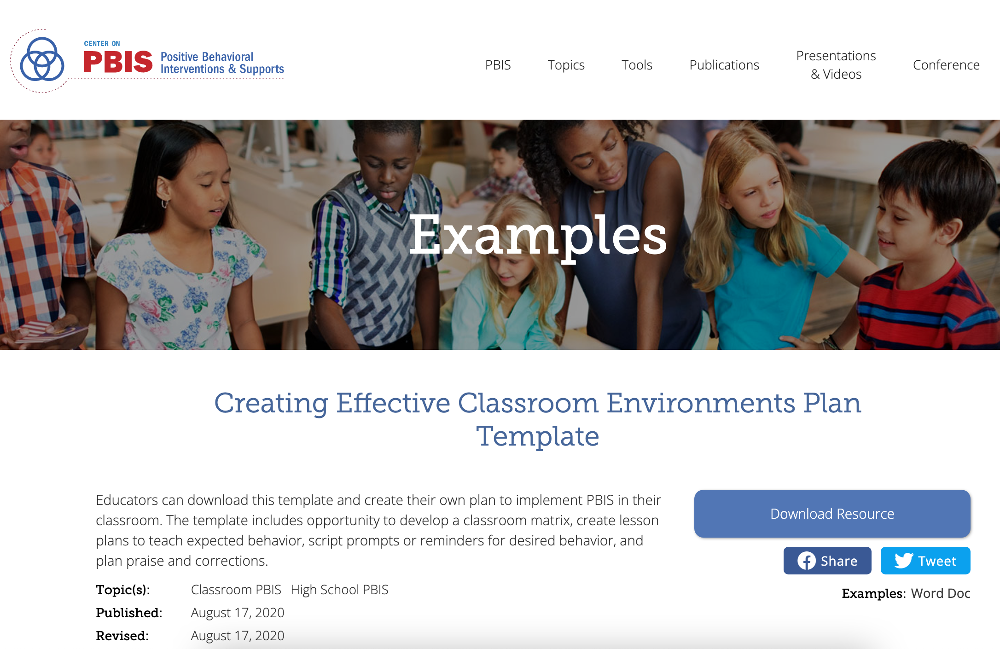 CENTER ON
PBIS
Positive Behavioral
Interventions & Supports
PBIS
Topics
Tools
Publications
Presentations
& Videos
Conference
Examples
Creating Effective Classroom Environments Plan
Template
Educators can download this template and create their own plan to implement PBIS in their
classroom. The template includes opportunity to develop a classroom matrix, create lesson
plans to teach expected behavior, script prompts or reminders for desired behavior, and
plan praise and corrections.
Topic(s): Classroom PBIS High School PBIS
Published: August 17, 2020
Revised: August 17, 2020
Download Resource
Share
Tweet
Examples: Word Doc